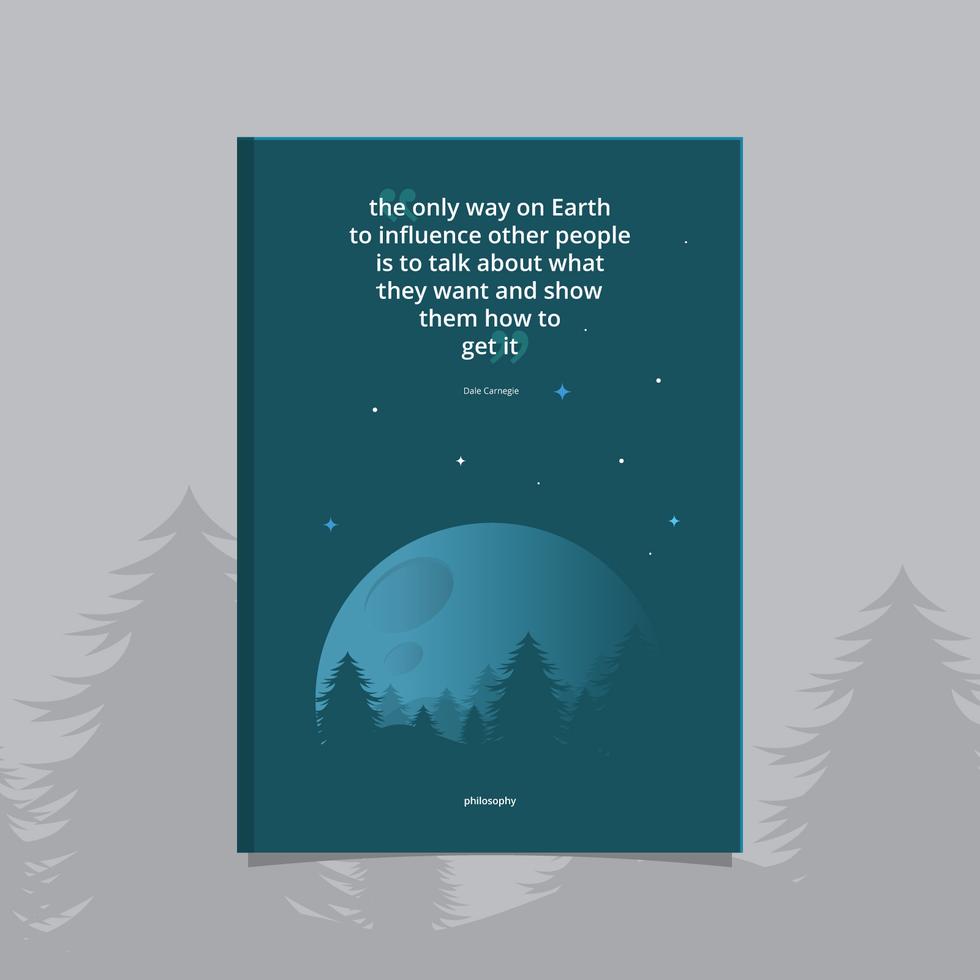 the only way on Earth
to influence other people
is to talk about what
they want and show
them how to
get it
Dale Carnegie
philosophy